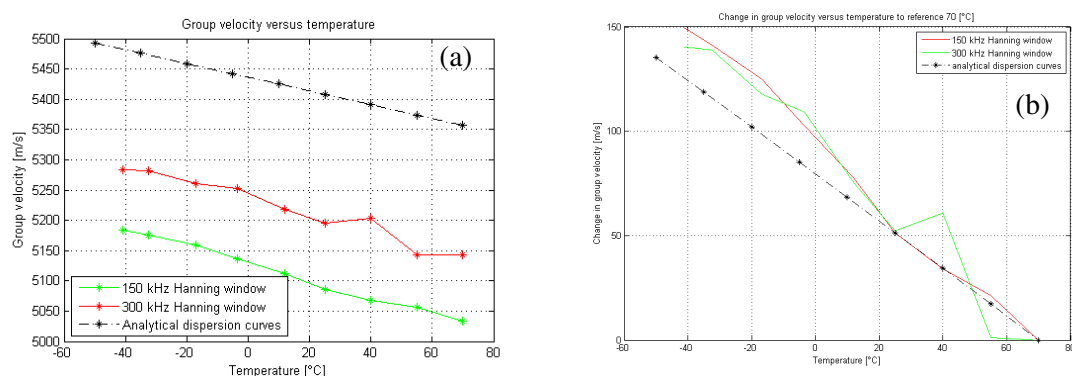 Group velocity versus temperature
(a)
Group velocity [m/s]
5500
5450
5400
5350
5300
5250
5200
5150
5100
5050
5000
150 kHz Hanning window
300 kHz Hanning window
Analytical dispersion curves
-60 -40 -20 0 20 40 60 80
Temperature [°C]
Change in group velocity versus temperature to reference 70 [°C]
150 kHz Hanning window
300 kHz Hanning window
analytical dispersion curves
(b)
Change in group velocity [m/s]
150
100
50
0
-60 -40 -20 0 20 40 60 80
Temperature [°C]